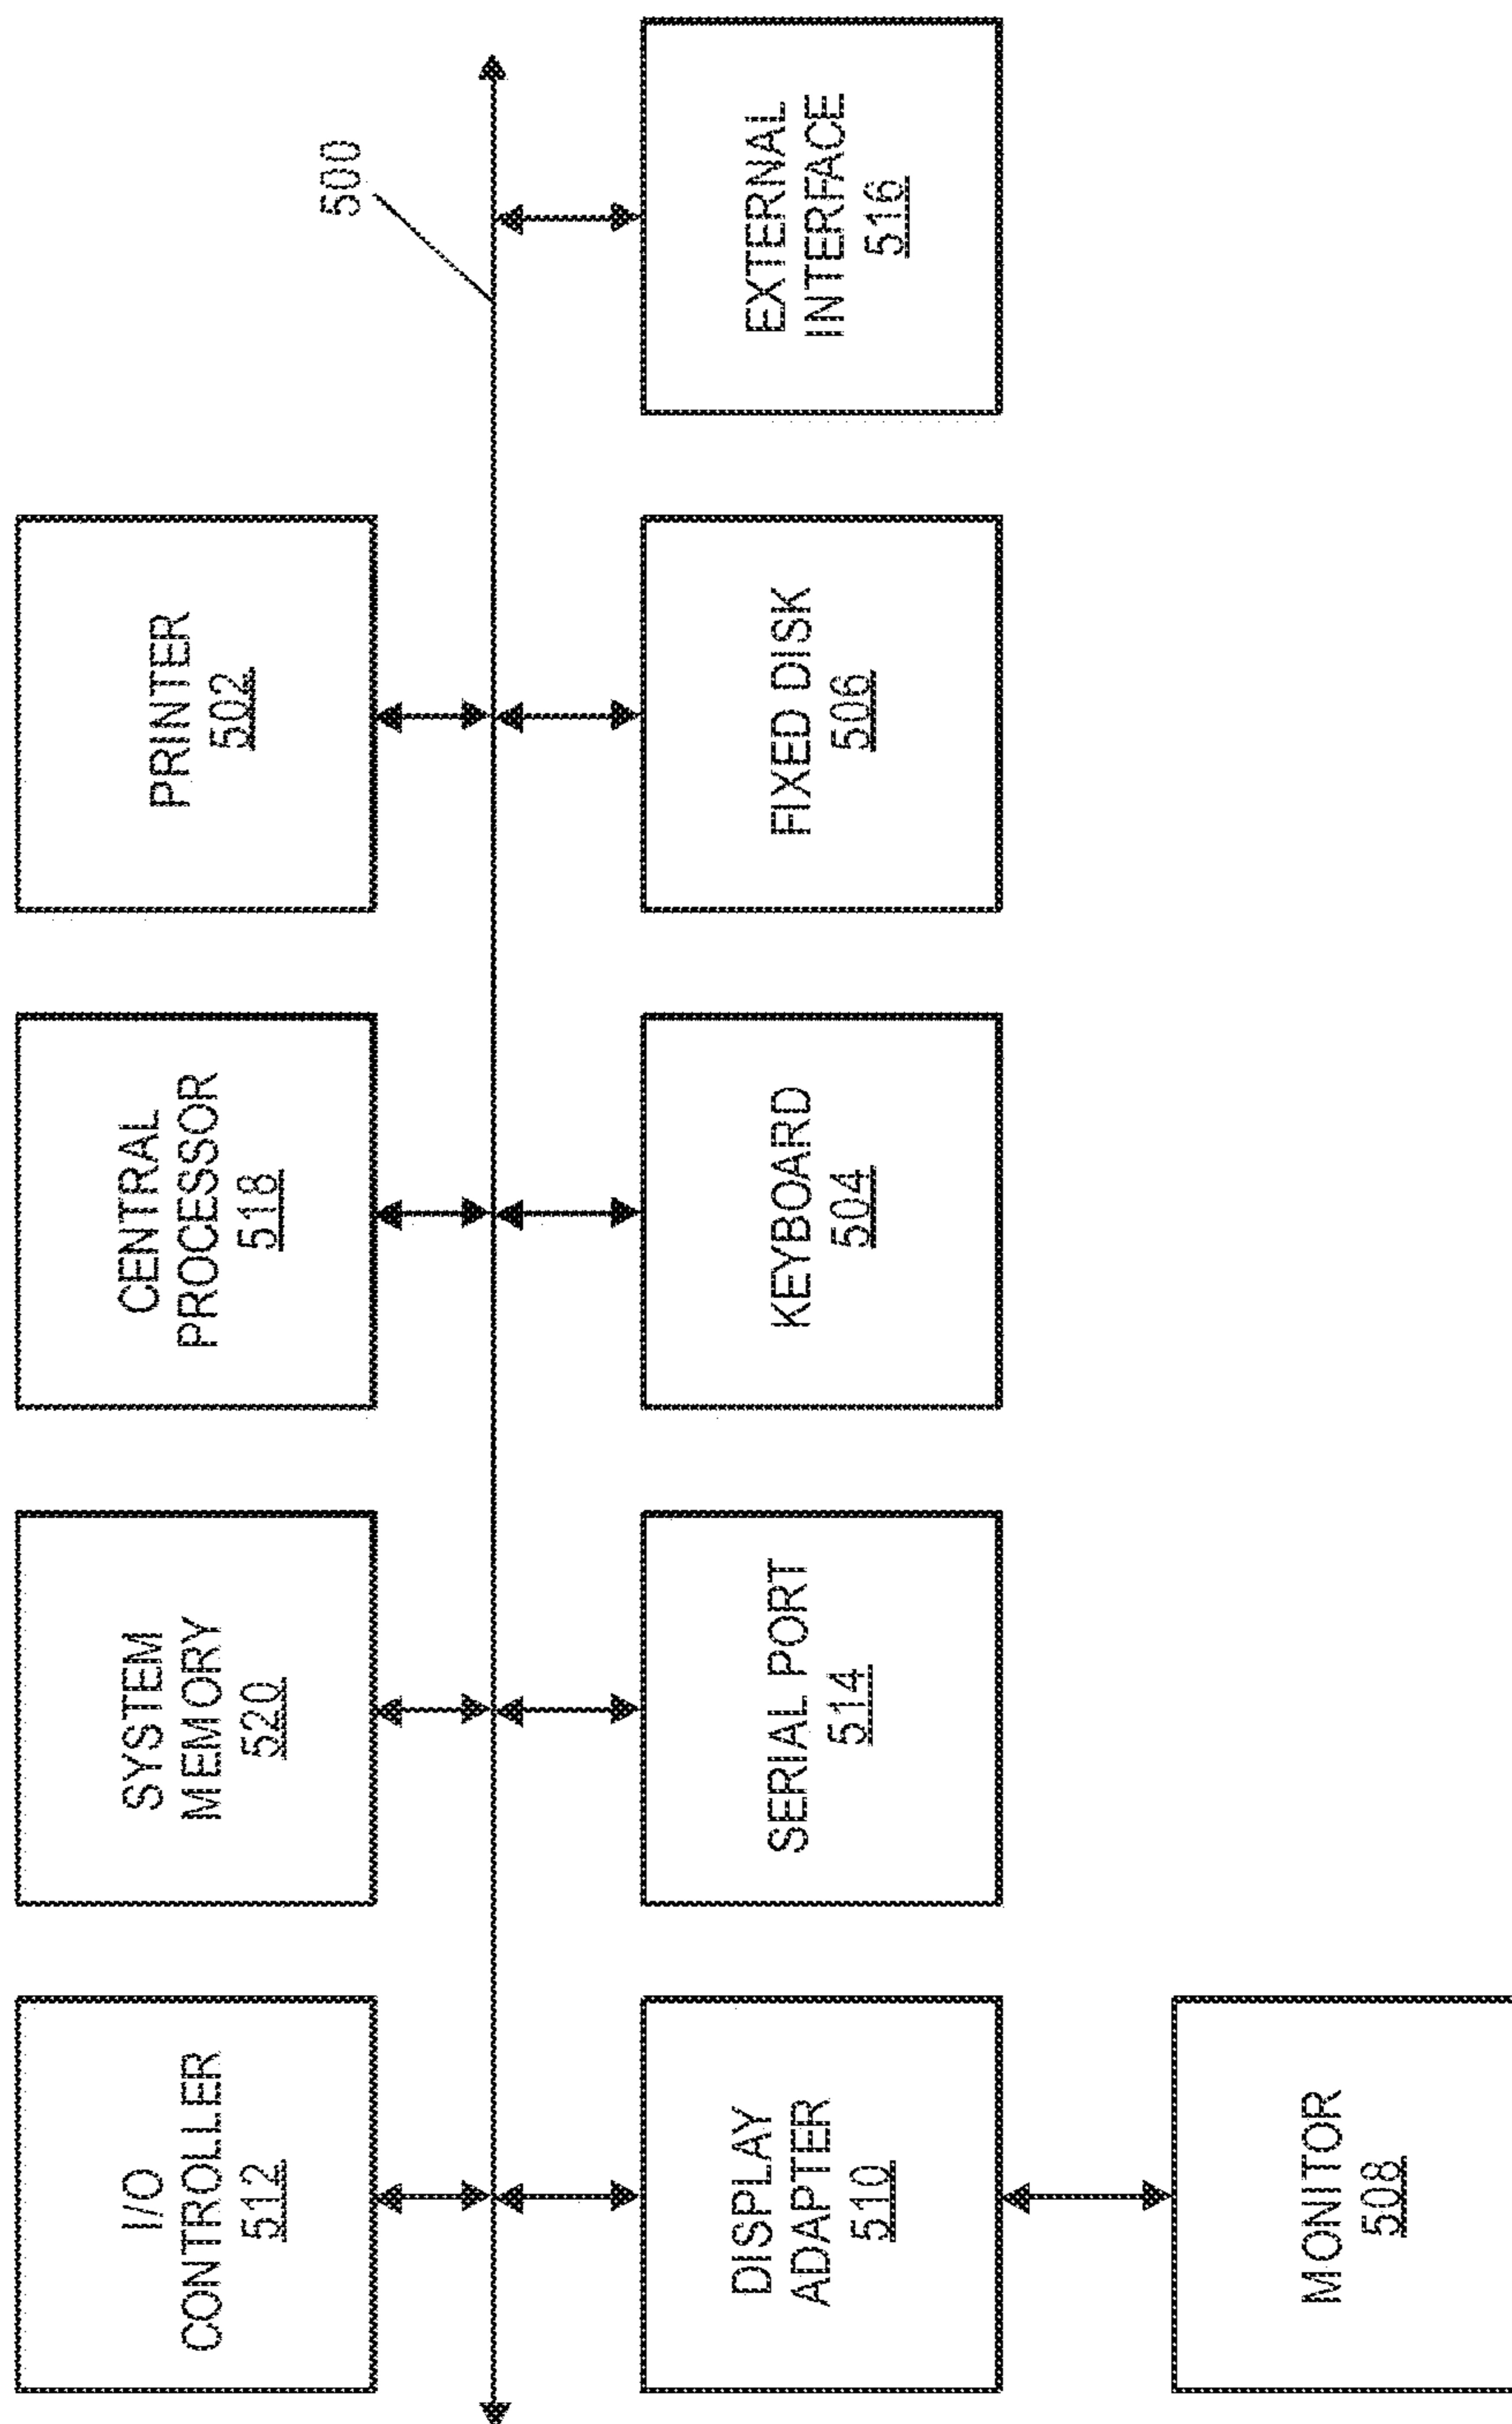 I/O
CONTROLLER
512
SYSTEM
MEMORY
520
CENTRAL
PROCESSOR
518
PRINTER
502
500
DISPLAY
ADAPTER
510
SERIAL PORT
514
KEYBOARD
504
FIXED DISK
506
EXTERNAL
INTERFACE
516
MONITOR
508